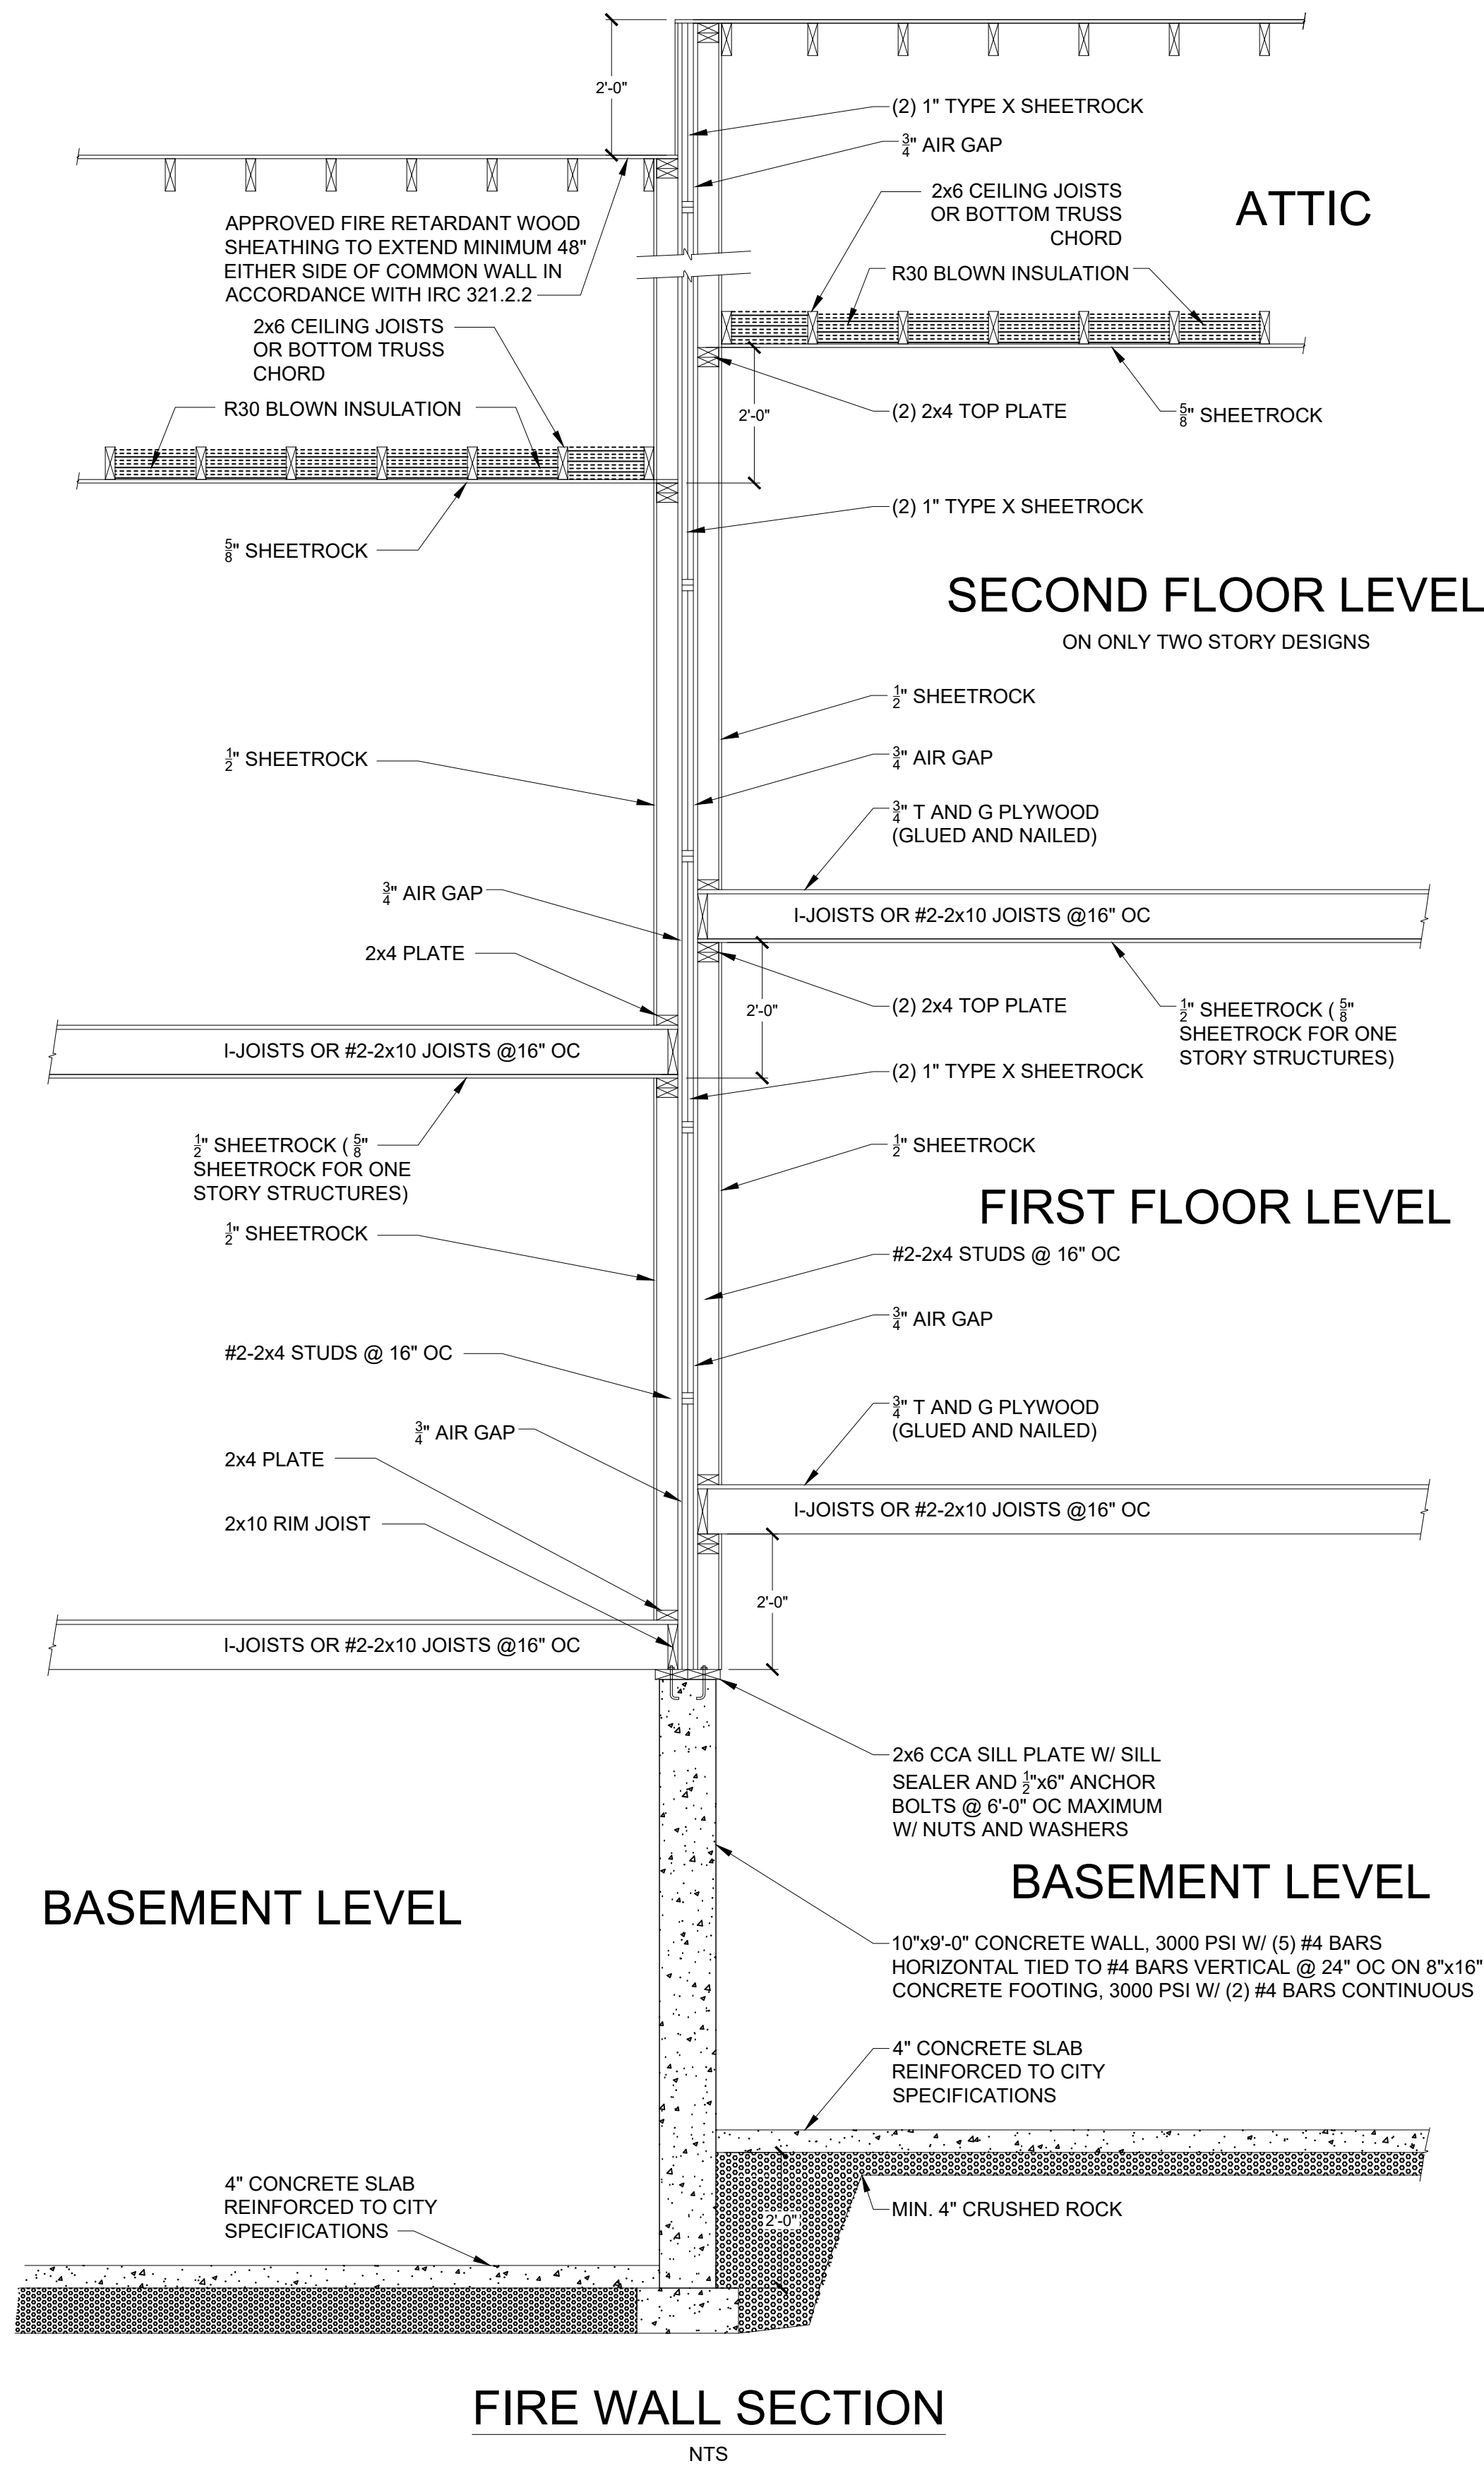 2'-0"
(2) 1" TYPE X SHEETROCK
3/4" AIR GAP
2x6 CEILING JOISTS
OR BOTTOM TRUSS
CHORD
ATTIC
APPROVED FIRE RETARDANT WOOD
SHEATHING TO EXTEND MINIMUM 48"
EITHER SIDE OF COMMON WALL IN
ACCORDANCE WITH IRC 321.2.2
R30 BLOWN INSULATION
2x6 CEILING JOISTS
OR BOTTOM TRUSS
CHORD
R30 BLOWN INSULATION
2'-0"
(2) 2x4 TOP PLATE
5/8" SHEETROCK
(2) 1" TYPE X SHEETROCK
5/8" SHEETROCK
SECOND FLOOR LEVEL
ON ONLY TWO STORY DESIGNS
1/2" SHEETROCK
1/2" SHEETROCK
3/4" AIR GAP
3/4" T AND G PLYWOOD
(GLUED AND NAILED)
3/4" AIR GAP
I-JOISTS OR #2-2x10 JOISTS @16" OC
2x4 PLATE
2'-0"
(2) 2x4 TOP PLATE
1/2" SHEETROCK ( 5/8"
SHEETROCK FOR ONE
STORY STRUCTURES)
I-JOISTS OR #2-2x10 JOISTS @16" OC
(2) 1" TYPE X SHEETROCK
1/2" SHEETROCK ( 5/8"
SHEETROCK FOR ONE
STORY STRUCTURES)
1/2" SHEETROCK
FIRST FLOOR LEVEL
1/2" SHEETROCK
#2-2x4 STUDS @ 16" OC
3/4" AIR GAP
#2-2x4 STUDS @ 16" OC
3/4" T AND G PLYWOOD
(GLUED AND NAILED)
3/4" AIR GAP
2x4 PLATE
I-JOISTS OR #2-2x10 JOISTS @16" OC
2x10 RIM JOIST
2'-0"
I-JOISTS OR #2-2x10 JOISTS @16" OC
2x6 CCA SILL PLATE W/ SILL
SEALER AND 1/2"x6" ANCHOR
BOLTS @ 6'-0" OC MAXIMUM
W/ NUTS AND WASHERS
BASEMENT LEVEL
BASEMENT LEVEL
10"x9'-0" CONCRETE WALL, 3000 PSI W/ (5) #4 BARS
HORIZONTAL TIED TO #4 BARS VERTICAL @ 24" OC ON 8"x16"
CONCRETE FOOTING, 3000 PSI W/ (2) #4 BARS CONTINUOUS
4" CONCRETE SLAB
REINFORCED TO CITY
SPECIFICATIONS
4" CONCRETE SLAB
REINFORCED TO CITY
SPECIFICATIONS
MIN. 4" CRUSHED ROCK
2'-0"
FIRE WALL SECTION
NTS